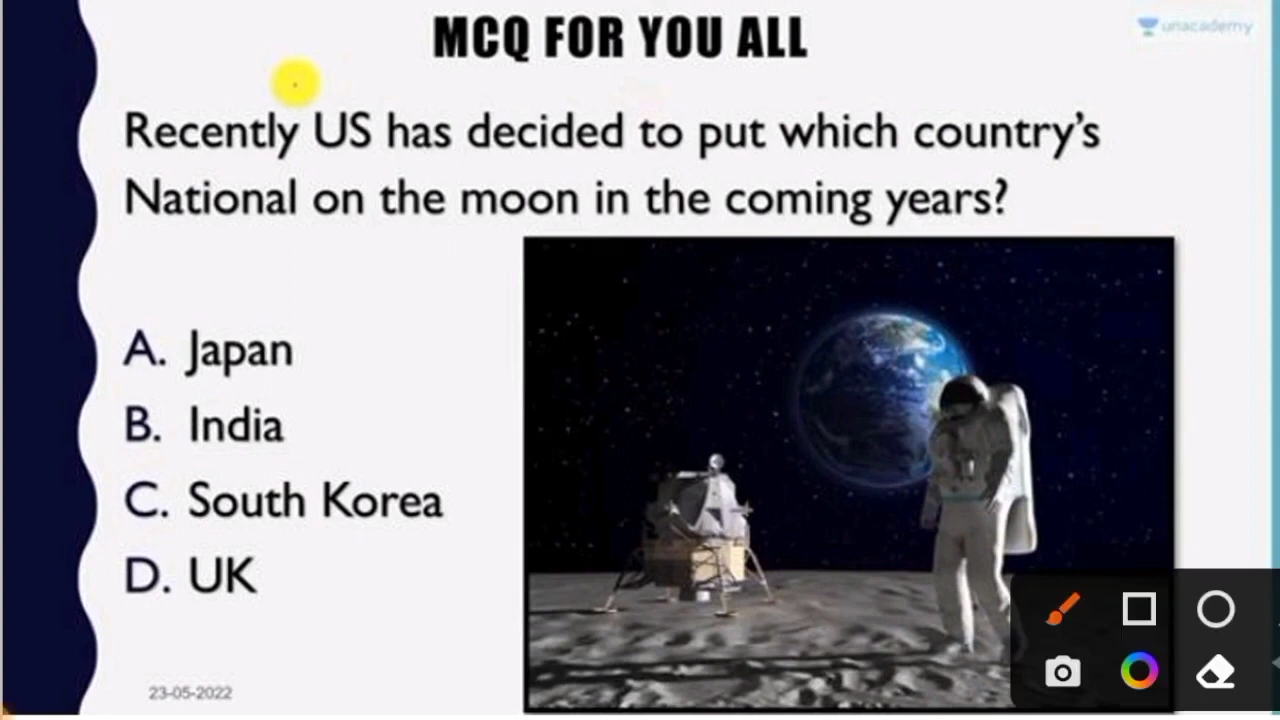 MCQ FOR YOU ALL
unacademy
Recently US has decided to put which country's
National on the moon in the coming years?
A. Japan
B. India
C. South Korea
D. UK
23-05-2022